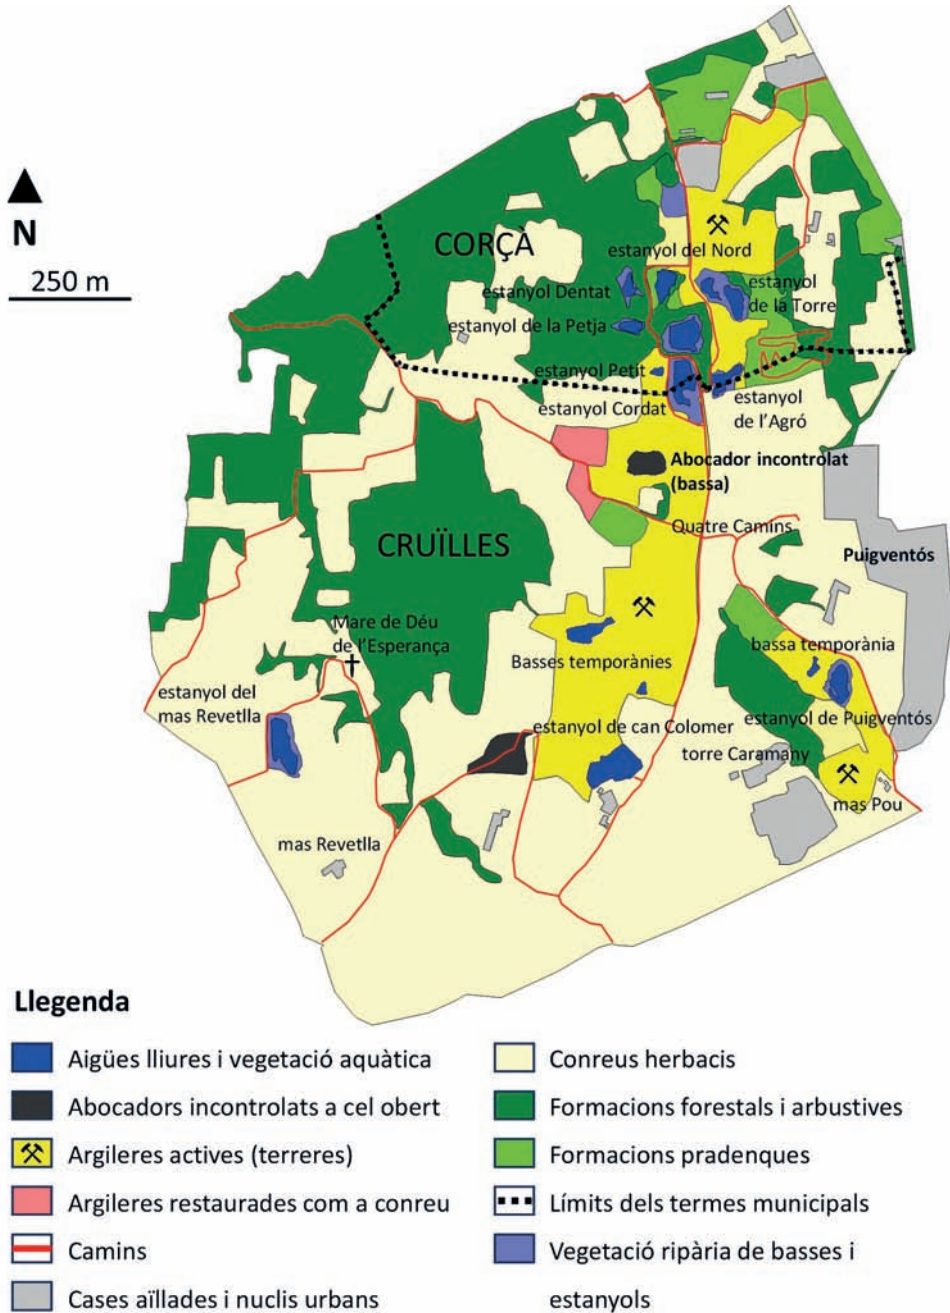 N
250 m
CORÇÀ
estanyol del Nord
estanyol Dentat
estanyol
de la Torre
estanyol de la Petja
estanyol Petit
estanyol Cordat
estanyol
de l'Agró
Abocador incontrolat
(bassa)
Quatre Camins
CRUÏLLES
Puigventós
Mare de Déu
de l'Esperança
Basses temporànies
bassa temporània
estanyol del
mas Revetlla
estanyol de can Colomer
estanyol de Puigventós
torre Caramany
mas Pou
mas Revetlla
Llegenda
Aigües lliures i vegetació aquàtica
Abocadors incontrolats a cel obert
Argileres actives (terreres)
Argileres restaurades com a conreu
Camins
Cases aïllades i nuclis urbans
Conreus herbacis
Formacions forestals i arbustives
Formacions pradenques
Límits dels termes municipals
Vegetació ripària de basses i
estanyols